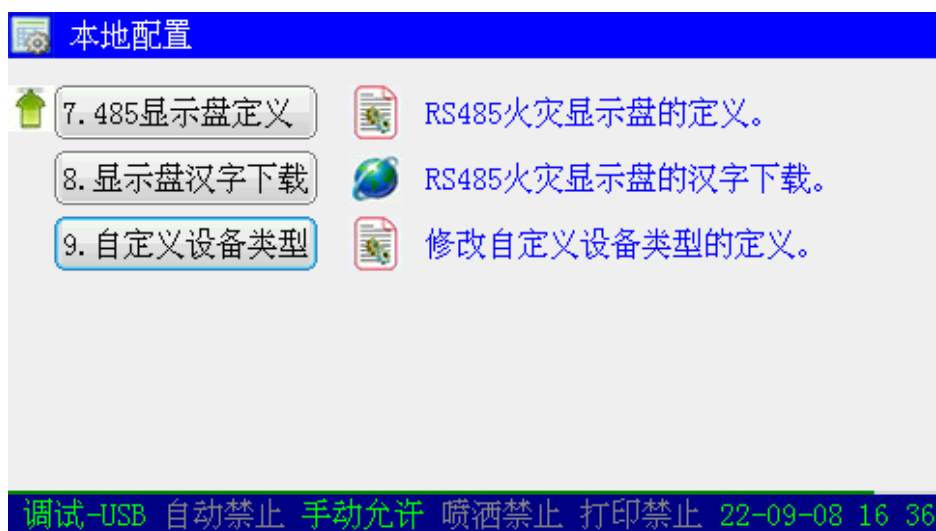 本地配置
7.485显示盘定义 RS485火灾显示盘的定义。
8.显示盘汉字下载 RS485火灾显示盘的汉字下载。
9.自定义设备类型 修改自定义设备类型的定义。
调试-USB 自动禁止 手动允许 喷洒禁止 打印禁止 22-09-08 16 36